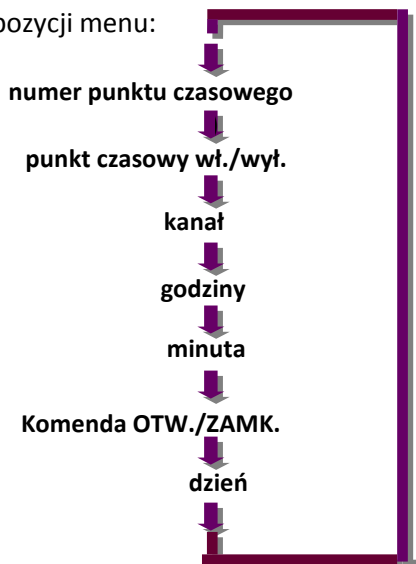 pozycji menu:
numer punktu czasowego
punkt czasowy wł./wył.
kanał
godziny
minuta
Komenda OTW./ZAMK.
dzień